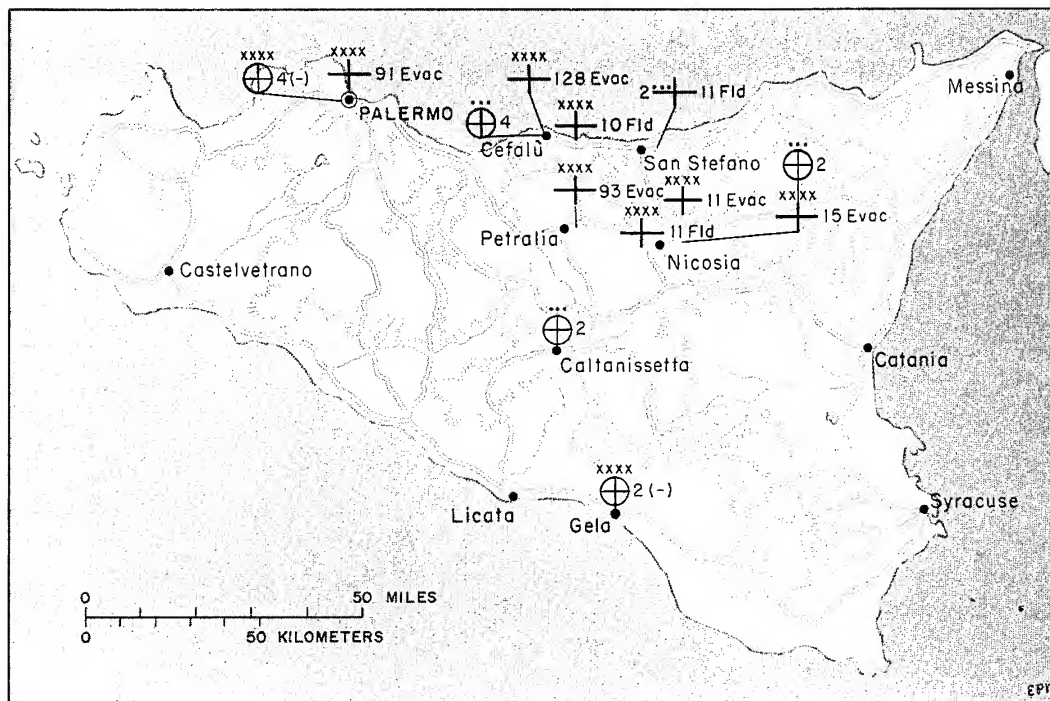 xxxx
4(-)
xxxx
91 Evac
PALERMO
xxxx
128 Evac
4
Cefalù
xxxx
10 Fld
2
11 Fld
San Stefano
Messina
2
xxxx
93 Evac
Petralia
xxxx
11 Evac
xxxx
11 Fld
Nicosia
xxxx
15 Evac
Castelvetrano
2
Caltanissetta
Catania
xxxx
2 (-)
Gela
Licata
Syracuse
0 50 MILES
0 50 KILOMETERS